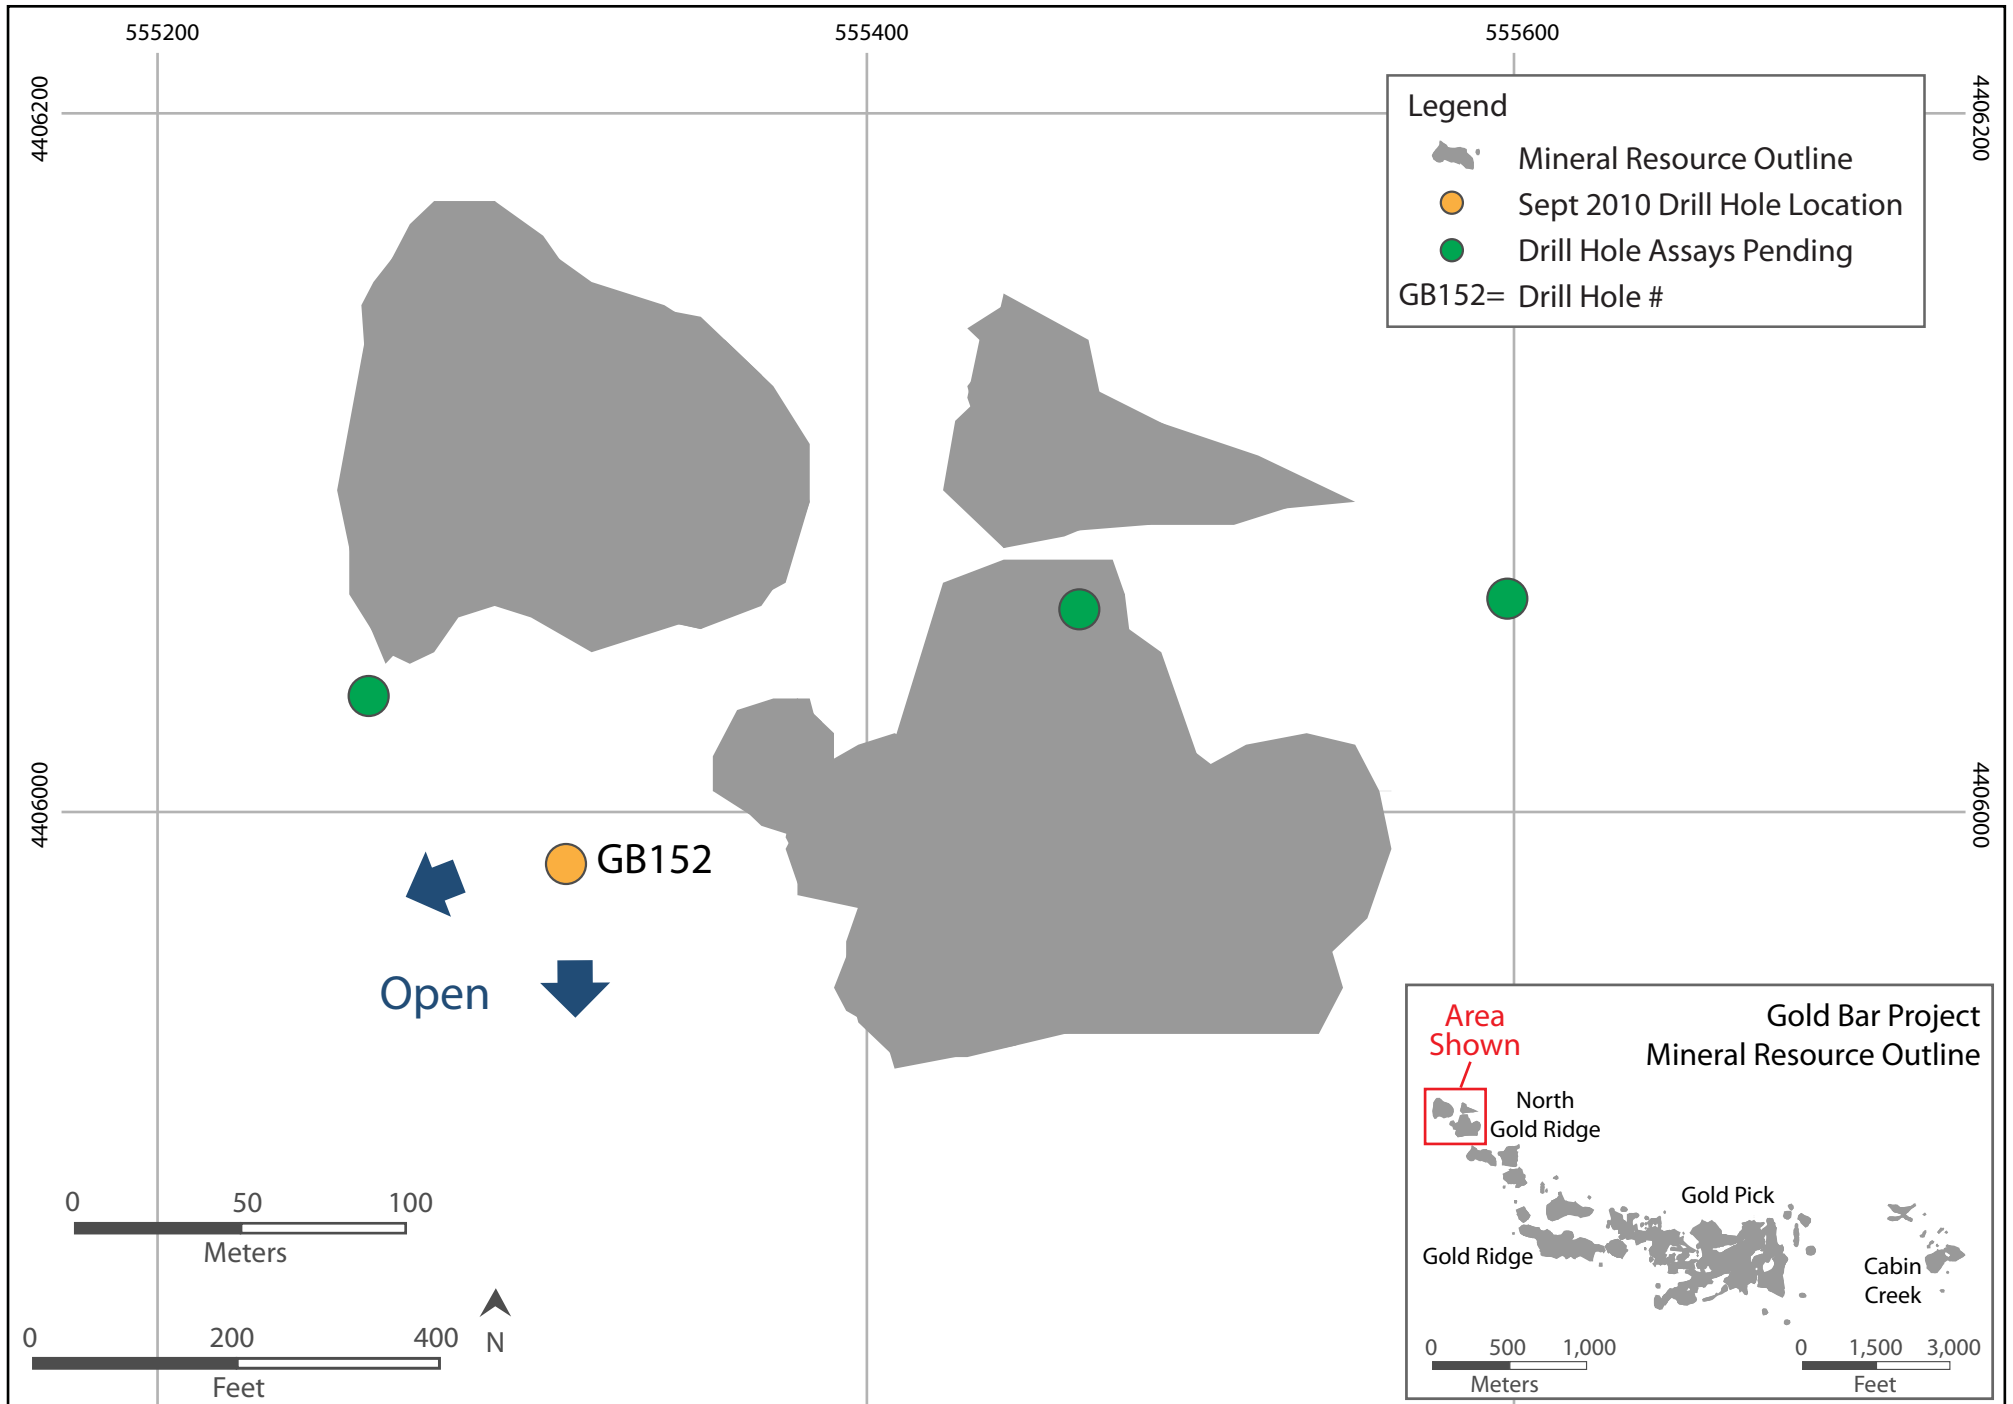 555200
555400
555600
4406200
4406200
Legend
Mineral Resource Outline
Sept 2010 Drill Hole Location
Drill Hole Assays Pending
GB152= Drill Hole #
4406000
4406000
GB152
Open
Area
Shown
Gold Bar Project
Mineral Resource Outline
North
Gold Ridge
Gold Pick
Gold Ridge
Cabin
Creek
0 500 1,000
Meters
0 1,500 3,000
Feet
0 50 100
Meters
0 200 400
Feet
N